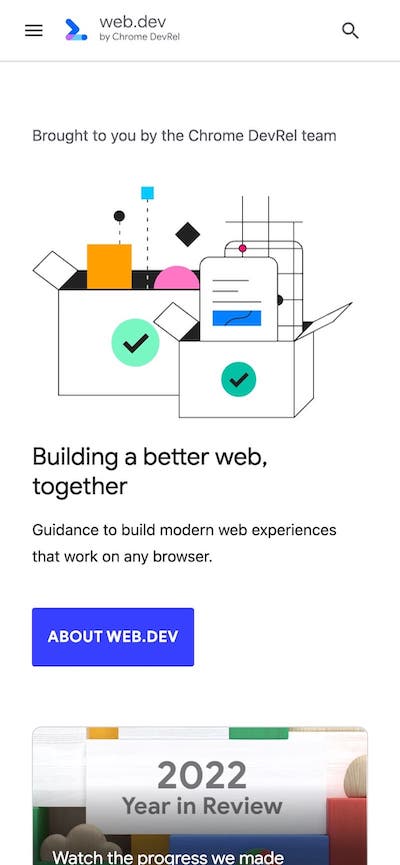 web.dev
by Chrome DevRel
Brought to you by the Chrome DevRel team
Building a better web,
together
Guidance to build modern web experiences
that work on any browser.
ABOUT WEB.DEV
2022
Year in Review
Watch the progress we made